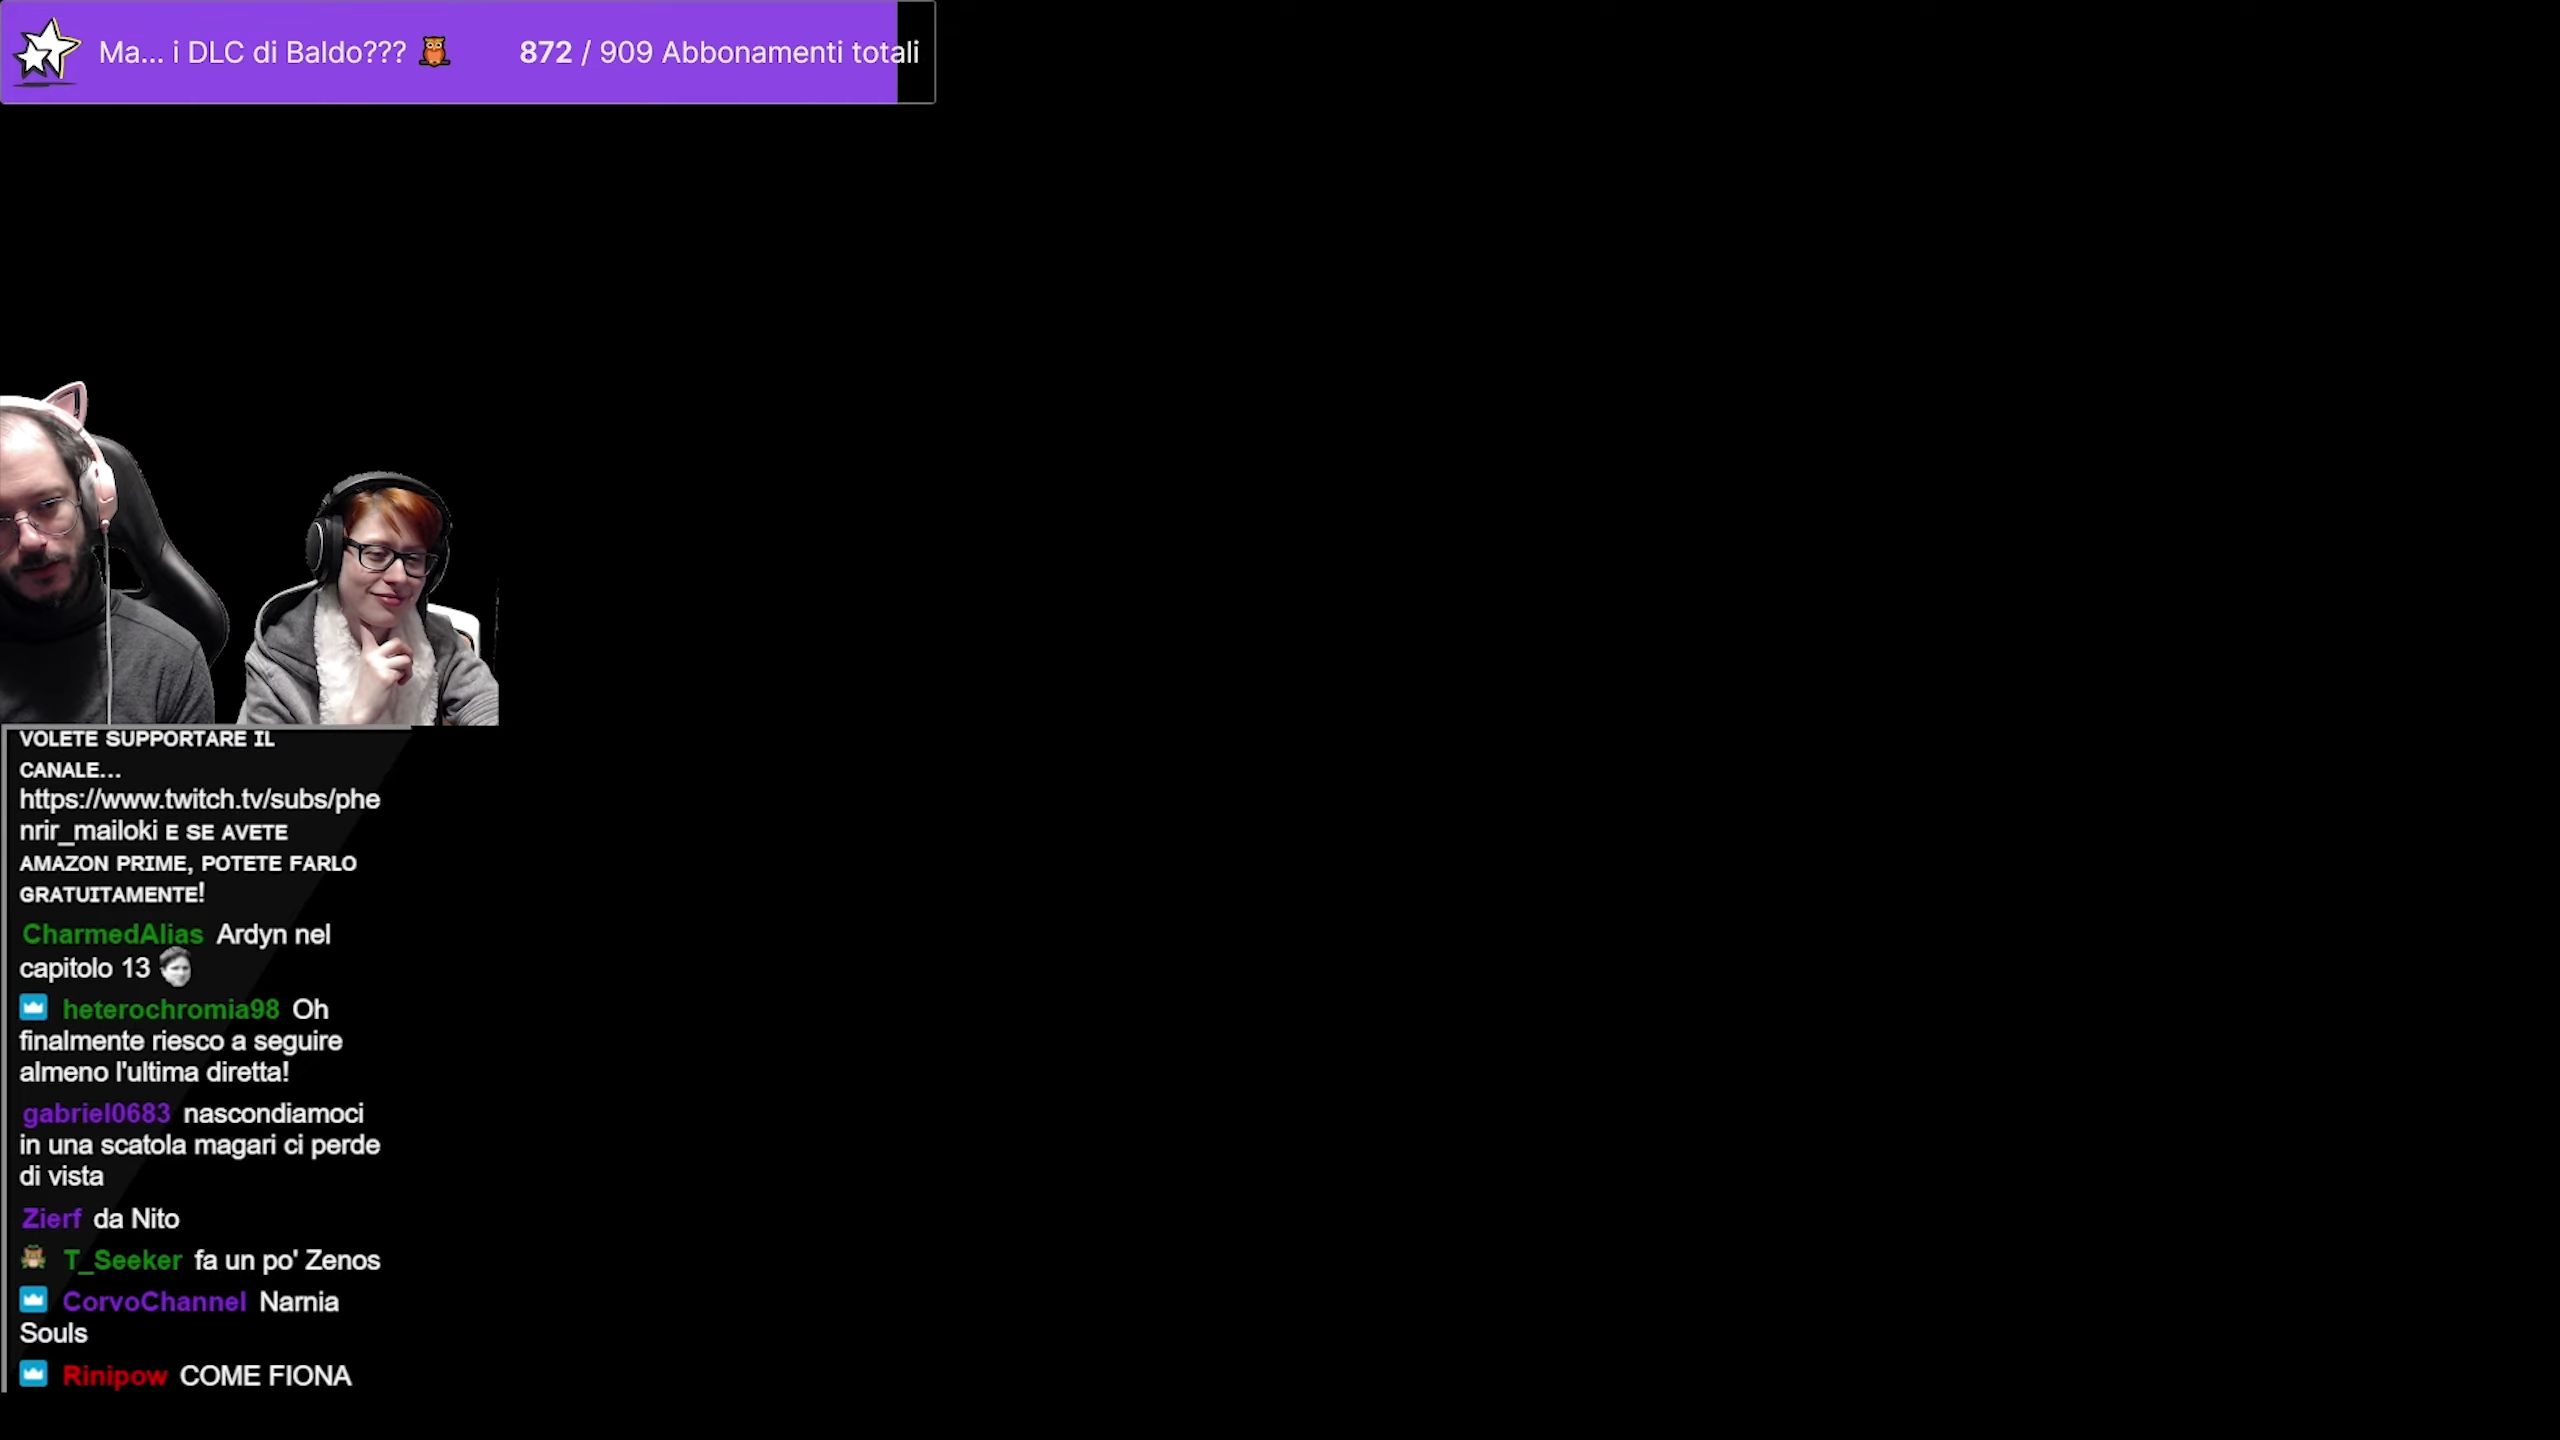 Ma... i DLC di Baldo??? 872 / 909 Abbonamenti totali
VOLETE SUPPORTARE IL
CANALE...
https://www.twitch.tv/subs/phe
nrir_mailoki E SE AVETE
AMAZON PRIME, POTETE FARLO
GRATUITAMENTE!
CharmedAlias Ardyn nel
capitolo 13
heterochromia98 Oh
finalmente riesco a seguire
almeno l'ultima diretta!
gabriel0683 nascondiamoci
in una scatola magari ci perde
di vista
Zierf da Nito
T_Seeker fa un po' Zenos
CorvoChannel Narnia
Souls
Rinipow COME FIONA